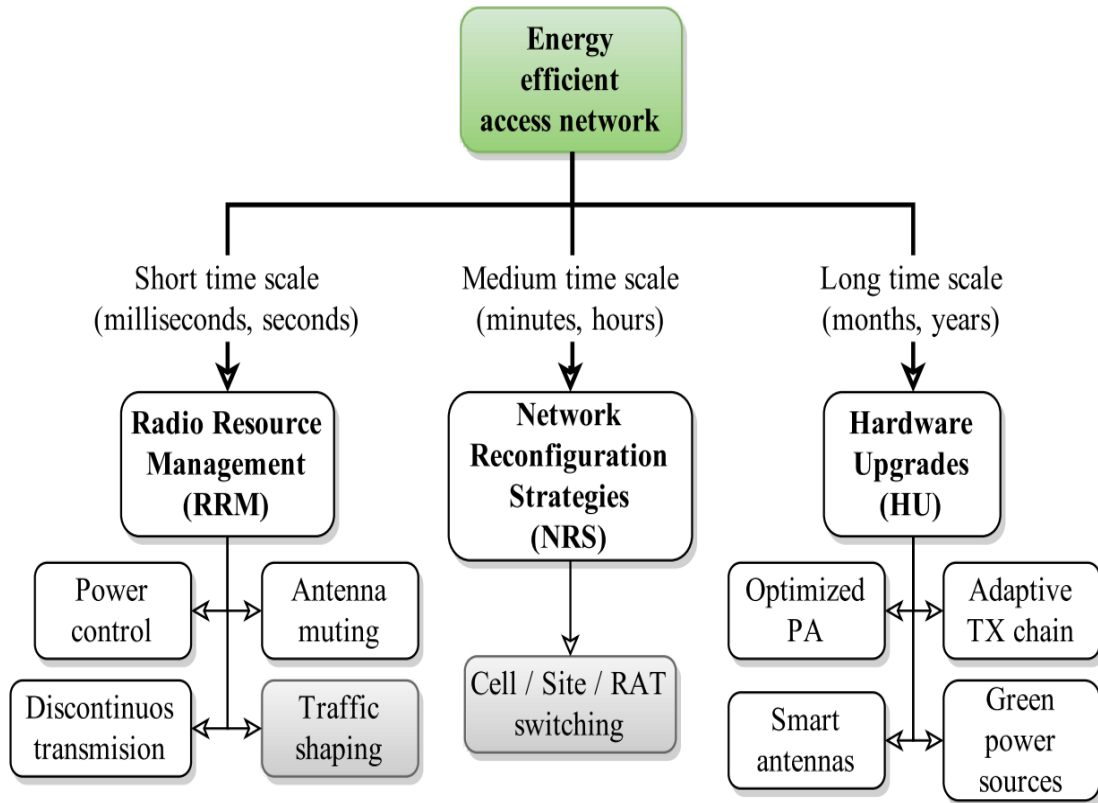 Energy
efficient
access network
Short time scale
(milliseconds, seconds)
Medium time scale
(minutes, hours)
Long time scale
(months, years)
Radio Resource
Management
(RRM)
Network
Reconfiguration
Strategies
(NRS)
Hardware
Upgrades
(HU)
Power
control
Antenna
muting
Discontinuos
transmision
Traffic
shaping
Cell / Site / RAT
switching
Optimized
PA
Adaptive
TX chain
Smart
antennas
Green
power
sources